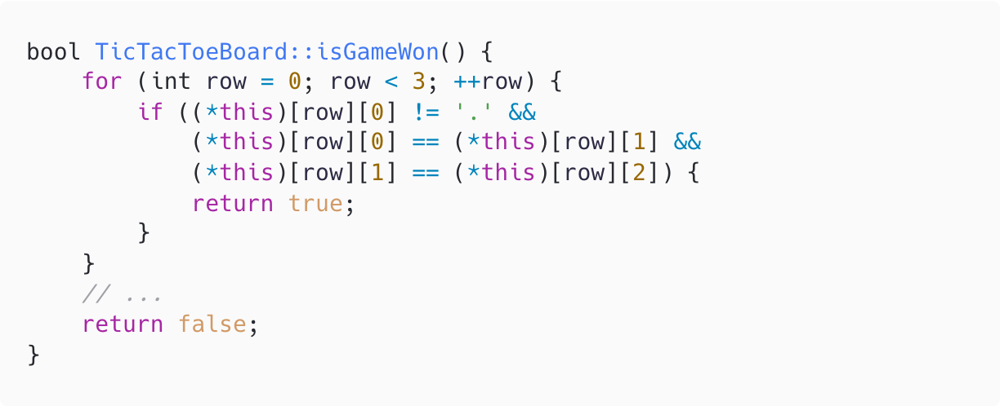 bool TicTacToeBoard::isGameWon() {
    for (int row = 0; row < 3; ++row) {
        if ((*this)[row][0] != '.' &&
            (*this)[row][0] == (*this)[row][1] &&
            (*this)[row][1] == (*this)[row][2]) {
            return true;
        }
    }
    // ...
    return false;
}